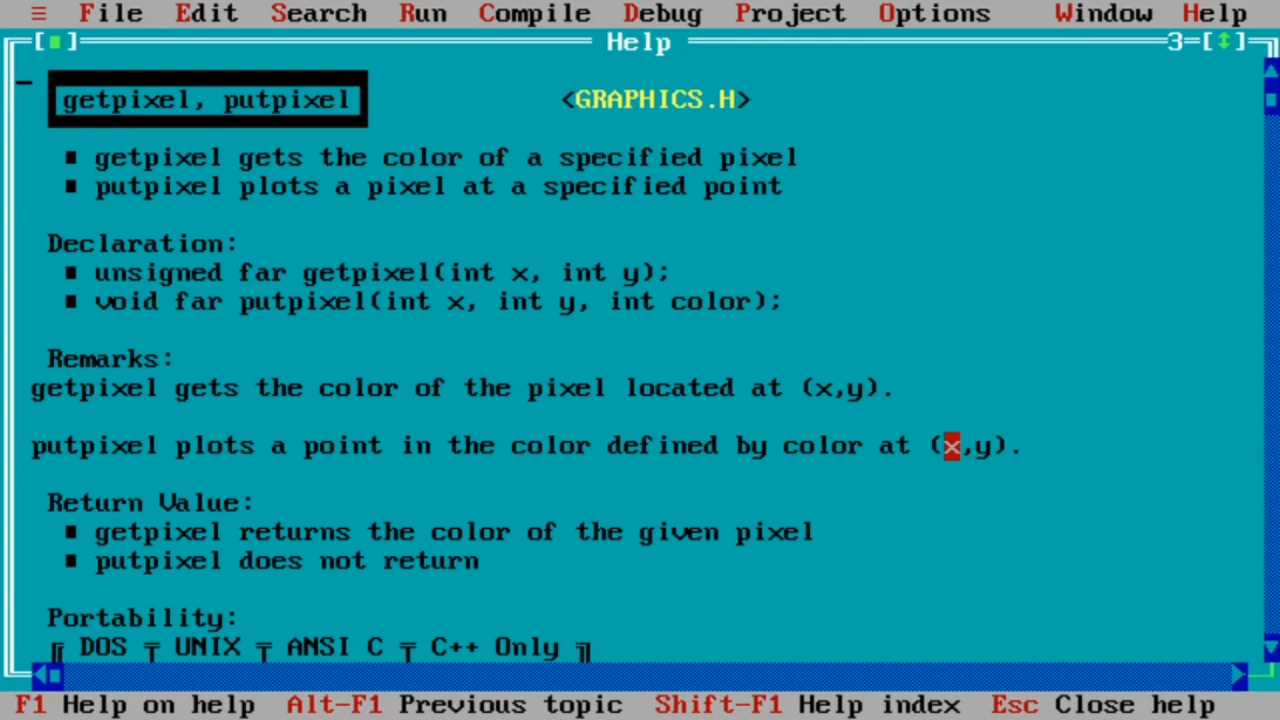 ≡ File Edit Search Run Compile Debug Project Options Window Help
[■] Help 3=[↕]
getpixel, putpixel <GRAPHICS.H>
■ getpixel gets the color of a specified pixel
■ putpixel plots a pixel at a specified point
Declaration:
■ unsigned far getpixel(int x, int y);
■ void far putpixel(int x, int y, int color);
Remarks:
getpixel gets the color of the pixel located at (x,y).
putpixel plots a point in the color defined by color at (x,y).
Return Value:
■ getpixel returns the color of the given pixel
■ putpixel does not return
Portability:
╔ DOS ╤ UNIX ╤ ANSI C ╤ C++ Only ╗
F1 Help on help Alt-F1 Previous topic Shift-F1 Help index Esc Close help